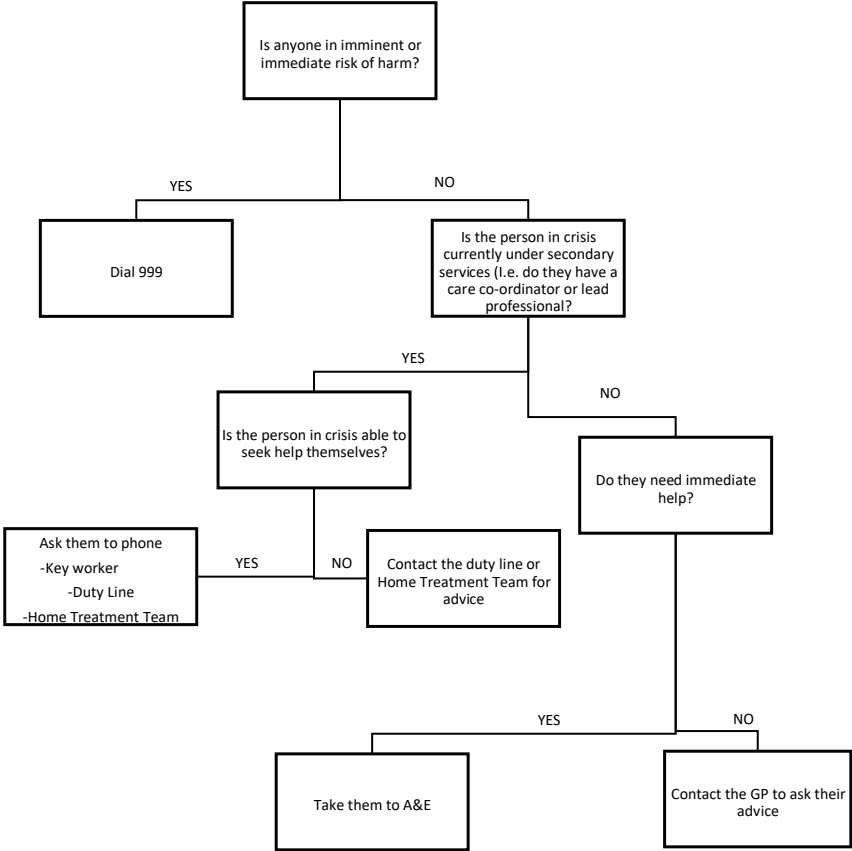 Is anyone in imminent or
immediate risk of harm?
YES
NO
Dial 999
Is the person in crisis
currently under secondary
services (I.e. do they have a
care co-ordinator or lead
professional?
YES
NO
Is the person in crisis able to
seek help themselves?
Do they need immediate
help?
Ask them to phone
-Key worker
-Duty Line
-Home Treatment Team
YES
NO
Contact the duty line or
Home Treatment Team for
advice
YES
NO
Take them to A&E
Contact the GP to ask their
advice